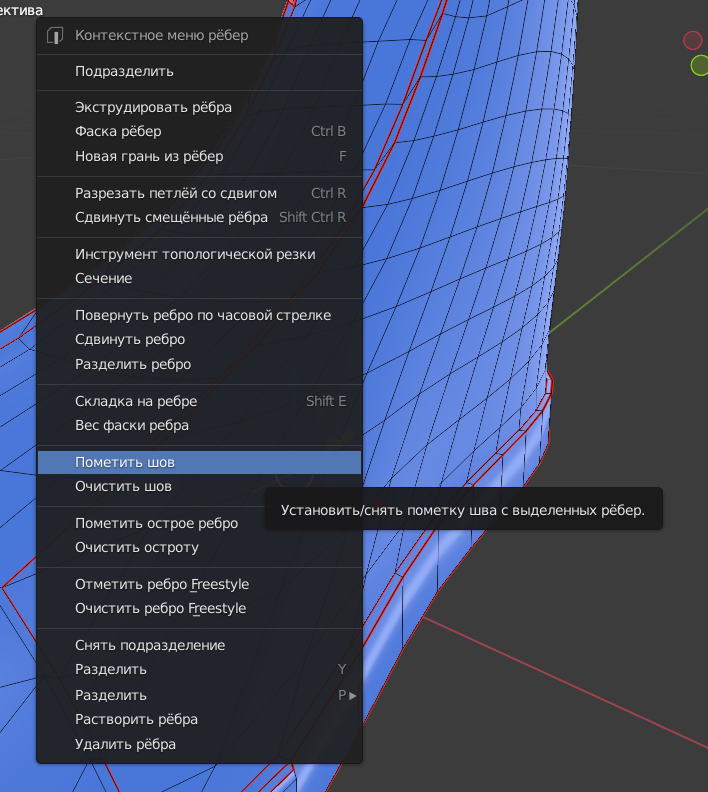 ектива
Контекстное меню рёбер
Подразделить
Экструдировать рёбра
Фаска рёбер Ctrl B
Новая грань из рёбер F
Разрезать петлёй со сдвигом Ctrl R
Сдвинуть смещённые рёбра Shift Ctrl R
Инструмент топологической резки
Сечение
Повернуть ребро по часовой стрелке
Сдвинуть ребро
Разделить ребро
Складка на ребре Shift E
Вес фаски ребра
Пометить шов
Очистить шов
Установить/снять пометку шва с выделенных рёбер.
Пометить острое ребро
Очистить остроту
Отметить ребро Freestyle
Очистить ребро Freestyle
Снять подразделение
Разделить Y
Разделить P
Растворить рёбра
Удалить рёбра